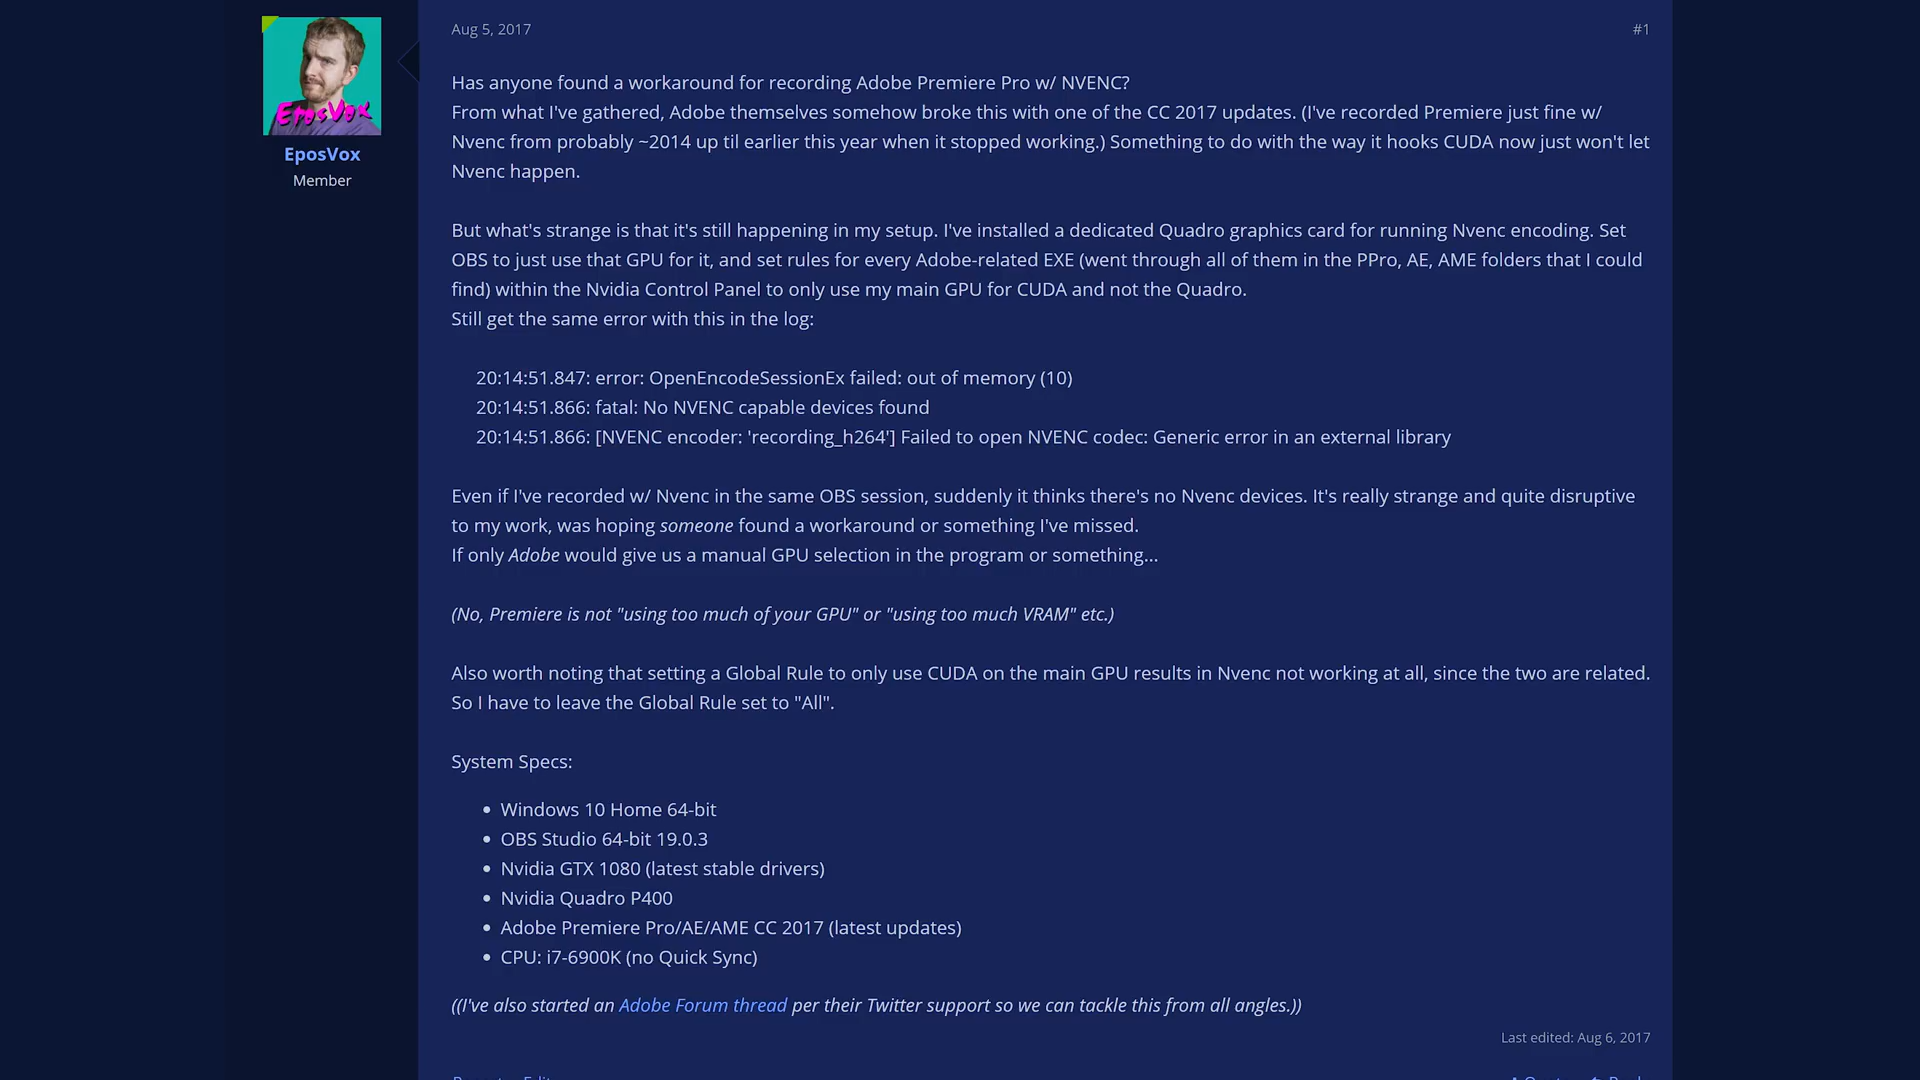 Aug 5, 2017
#1
EposVox
EposVox
Member
Has anyone found a workaround for recording Adobe Premiere Pro w/ NVENC?
From what I've gathered, Adobe themselves somehow broke this with one of the CC 2017 updates. (I've recorded Premiere just fine w/
Nvenc from probably ~2014 up til earlier this year when it stopped working.) Something to do with the way it hooks CUDA now just won't let
Nvenc happen.
But what's strange is that it's still happening in my setup. I've installed a dedicated Quadro graphics card for running Nvenc encoding. Set
OBS to just use that GPU for it, and set rules for every Adobe-related EXE (went through all of them in the PPro, AE, AME folders that I could
find) within the Nvidia Control Panel to only use my main GPU for CUDA and not the Quadro.
Still get the same error with this in the log:
20:14:51.847: error: OpenEncodeSessionEx failed: out of memory (10)
20:14:51.866: fatal: No NVENC capable devices found
20:14:51.866: [NVENC encoder: 'recording_h264'] Failed to open NVENC codec: Generic error in an external library
Even if I've recorded w/ Nvenc in the same OBS session, suddenly it thinks there's no Nvenc devices. It's really strange and quite disruptive
to my work, was hoping someone found a workaround or something I've missed.
If only Adobe would give us a manual GPU selection in the program or something...
(No, Premiere is not "using too much of your GPU" or "using too much VRAM" etc.)
Also worth noting that setting a Global Rule to only use CUDA on the main GPU results in Nvenc not working at all, since the two are related.
So I have to leave the Global Rule set to "All".
System Specs:
• Windows 10 Home 64-bit
• OBS Studio 64-bit 19.0.3
• Nvidia GTX 1080 (latest stable drivers)
• Nvidia Quadro P400
• Adobe Premiere Pro/AE/AME CC 2017 (latest updates)
• CPU: i7-6900K (no Quick Sync)
((I've also started an Adobe Forum thread per their Twitter support so we can tackle this from all angles.))
Last edited: Aug 6, 2017